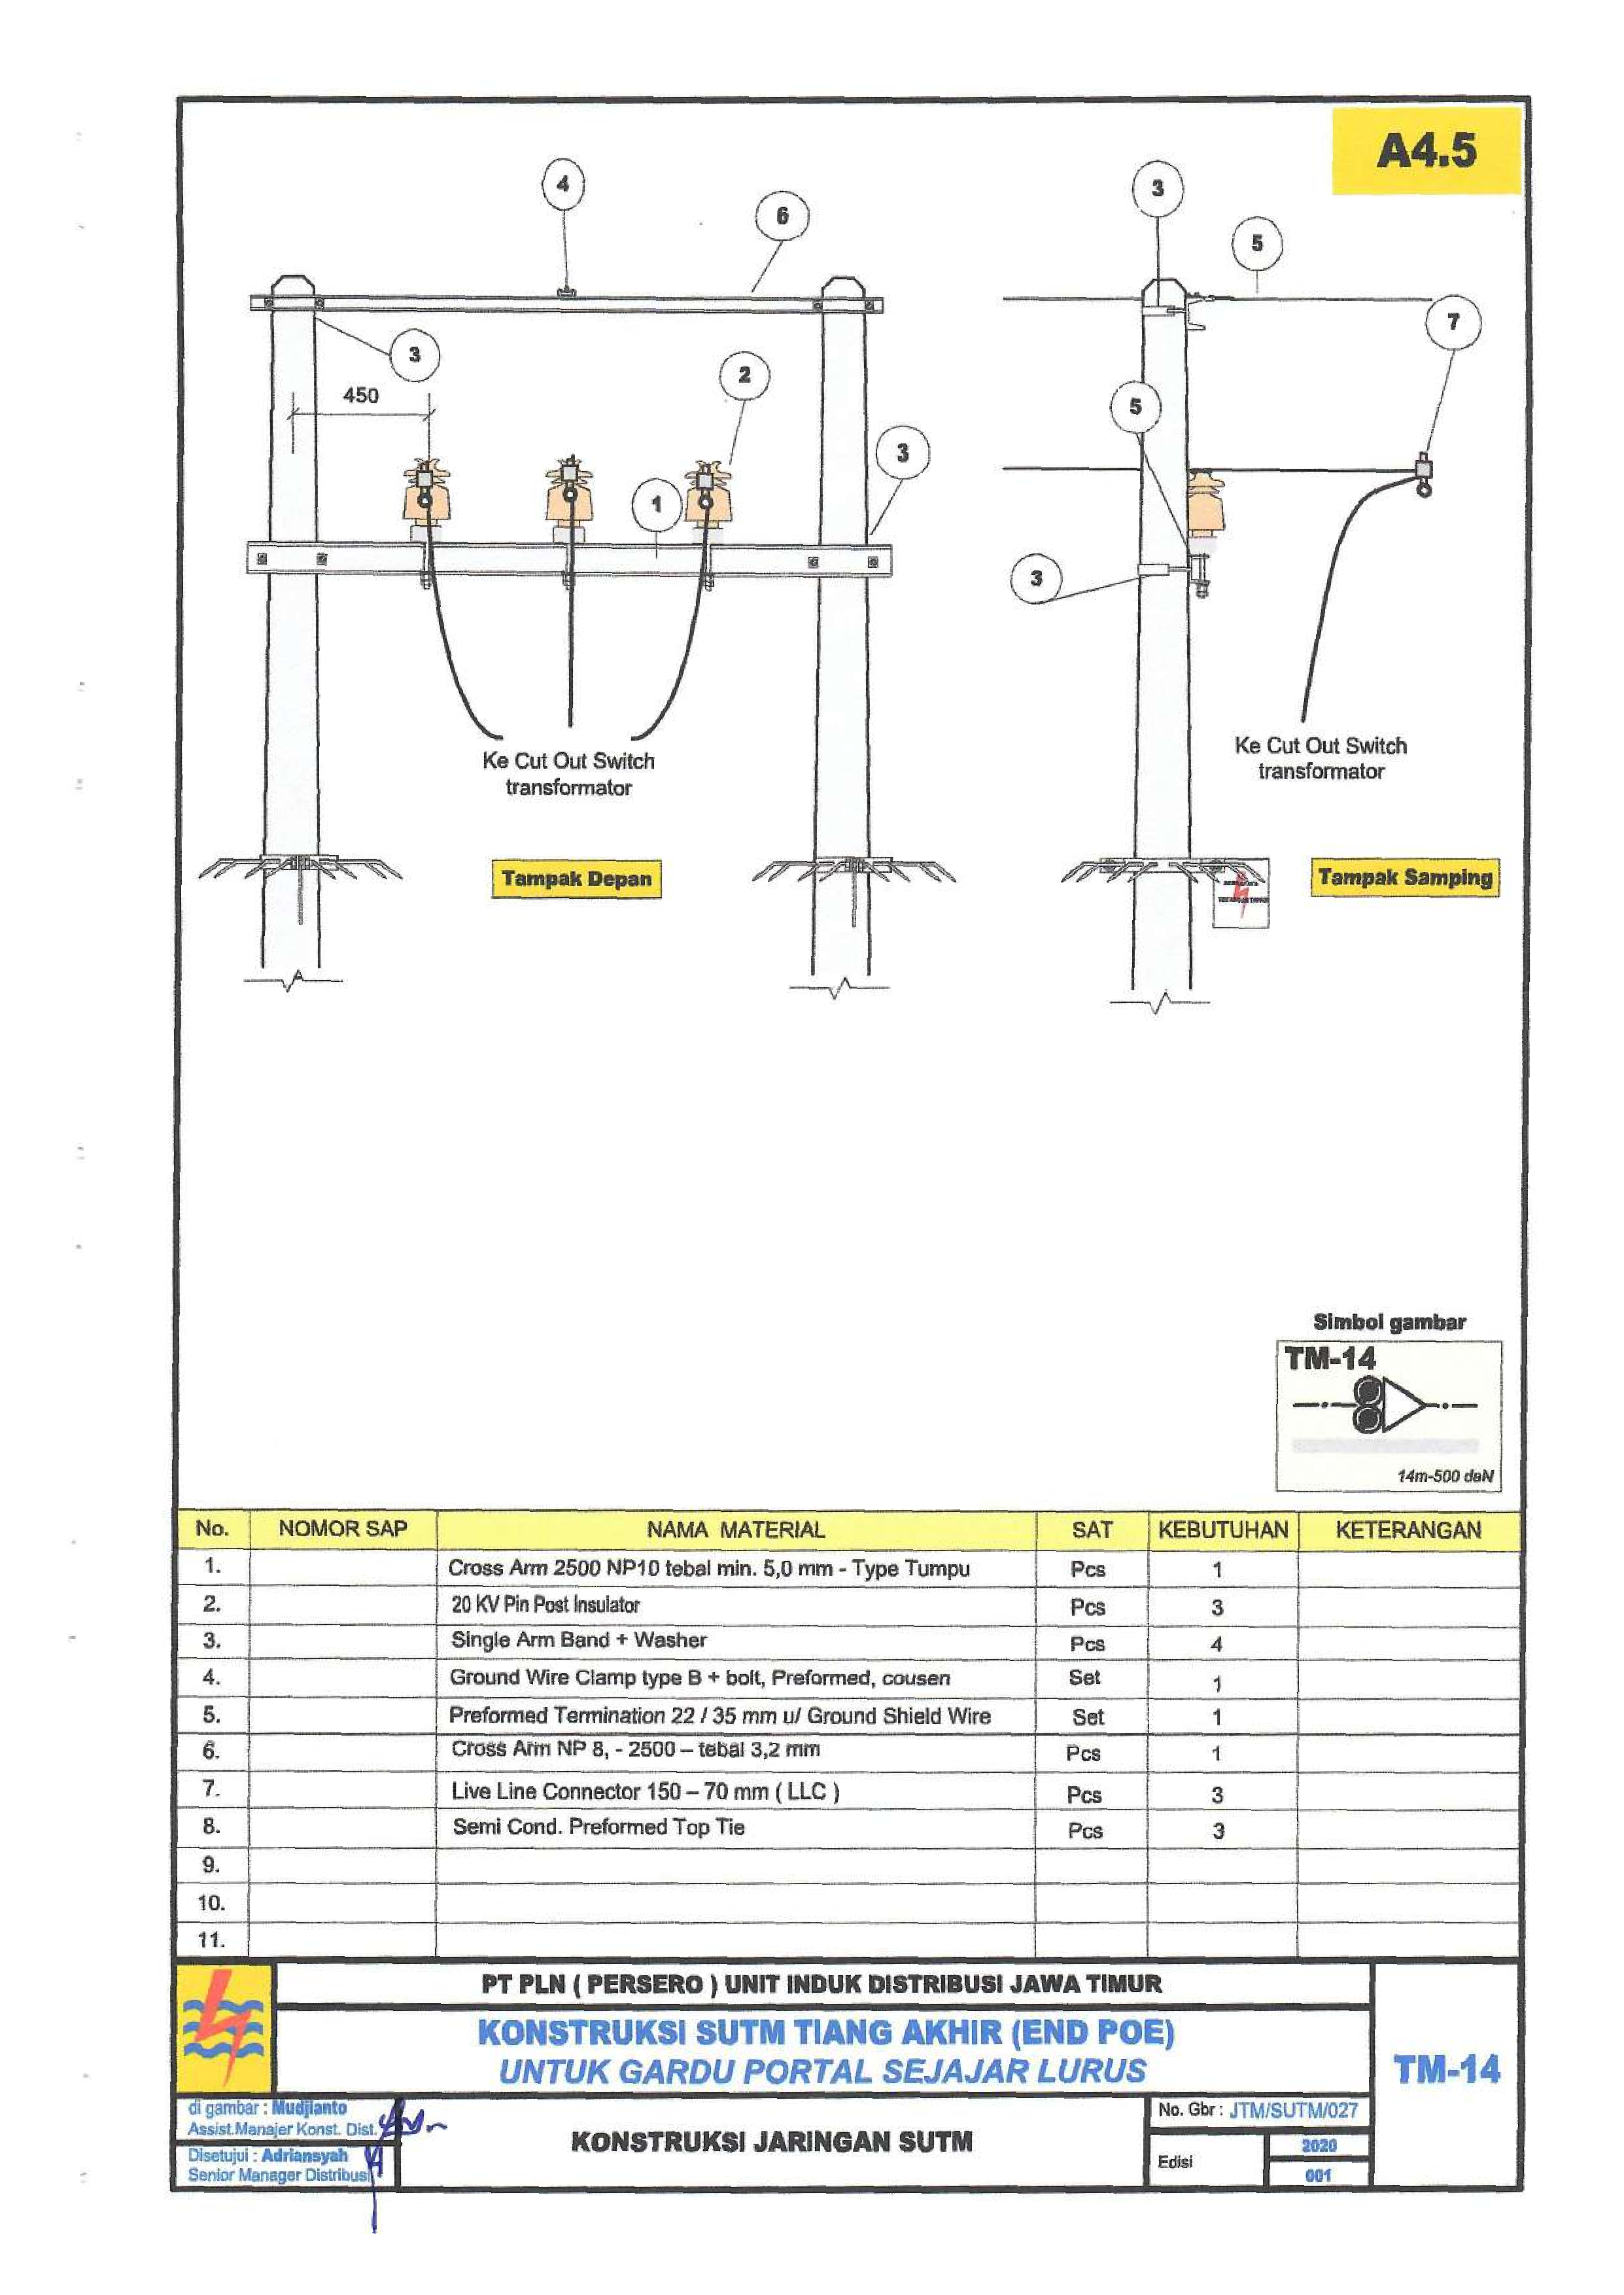 A4.5
4
6
3
5
7
3
450
2
5
3
1
3
Ke Cut Out Switch
transformator
Ke Cut Out Switch
transformator
Tampak Depan
Tampak Samping
Simbol gambar
TM-14
14m-500 daN
No. NOMOR SAP NAMA MATERIAL SAT KEBUTUHAN KETERANGAN
1. Cross Arm 2500 NP10 tebal min. 5,0 mm - Type Tumpu Pcs 1
2. 20 KV Pin Post Insulator Pcs 3
3. Single Arm Band + Washer Pcs 4
4. Ground Wire Clamp type B + bolt, Preformed, cousen Set 1
5. Preformed Termination 22 / 35 mm u/ Ground Shield Wire Set 1
6. Cross Arm NP 8, - 2500 – tebal 3,2 mm Pcs 1
7. Live Line Connector 150 – 70 mm ( LLC ) Pcs 3
8. Semi Cond. Preformed Top Tie Pcs 3
9.
10.
11.
PT PLN ( PERSERO ) UNIT INDUK DISTRIBUSI JAWA TIMUR
KONSTRUKSI SUTM TIANG AKHIR (END POE)
UNTUK GARDU PORTAL SEJAJAR LURUS
TM-14
di gambar : Mudjianto
Assist.Manajer Konst. Dist.
Disetujui : Adriansyah
Senior Manager Distribusi
KONSTRUKSI JARINGAN SUTM
No. Gbr : JTM/SUTM/027
Edisi
2020
001